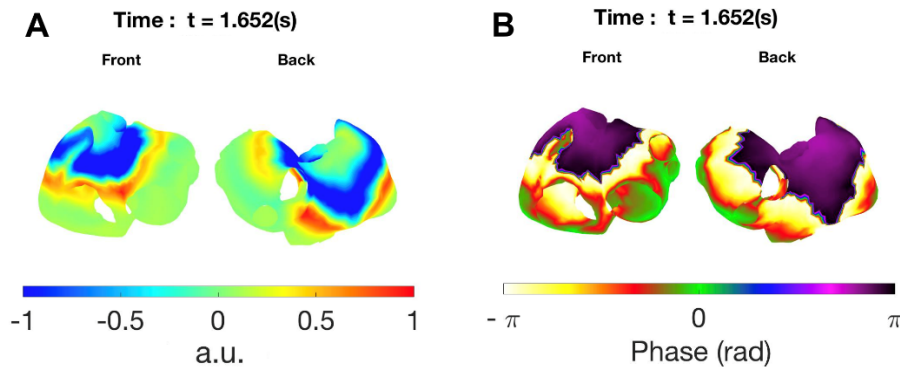 A
Time : t = 1.652(s)
Front Back
-1 -0.5 0 0.5 1
a.u.
B
Time : t = 1.652(s)
Front Back
- π 0 π
Phase (rad)